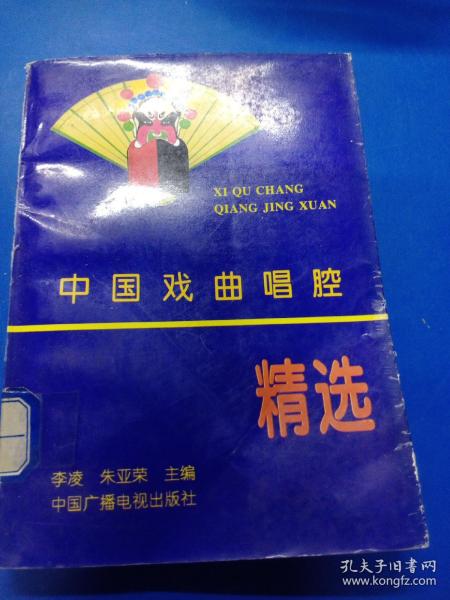 XI QU CHANG
QIANG JING XUAN
中国戏曲唱腔
精选
李凌 朱亚荣 主编
中国广播电视出版社
孔夫子旧书网
www.kongfz.com